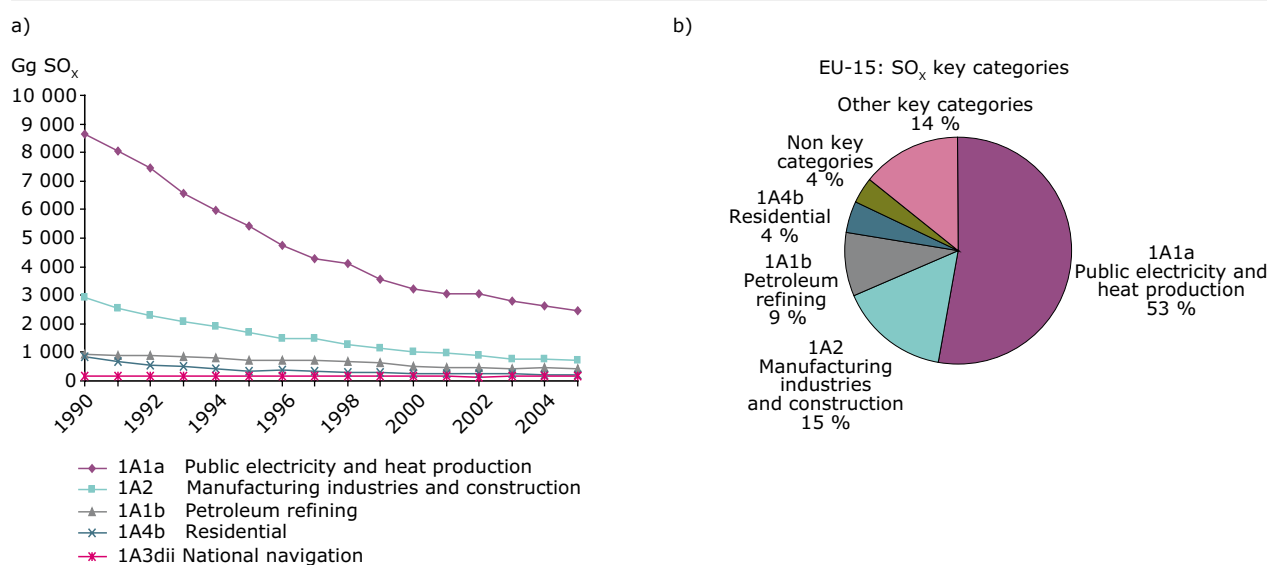 a)
Gg SOx
10 000
9 000
8 000
7 000
6 000
5 000
4 000
3 000
2 000
1 000
0
1990
1992
1994
1996
1998
2000
2002
2004
1A1a Public electricity and heat production
1A2 Manufacturing industries and construction
1A1b Petroleum refining
1A4b Residential
1A3dii National navigation
b)
EU-15: SOx key categories
Other key categories
14 %
Non key
categories
4 %
1A4b
Residential
4 %
1A1b
Petroleum
refining
9 %
1A2
Manufacturing
industries
and construction
15 %
1A1a
Public electricity and
heat production
53 %